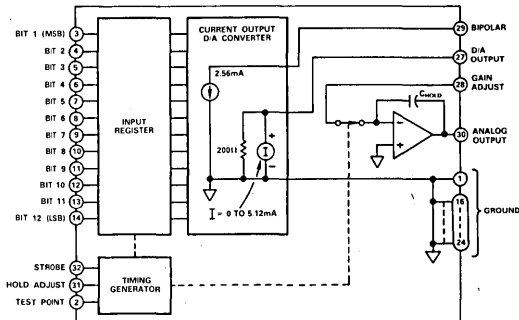 BIT 1 (MSB) 3
BIT 2 4
BIT 3 5
BIT 4 6
BIT 5 7
BIT 6 8
BIT 7 9
BIT 8 10
BIT 9 11
BIT 10 12
BIT 11 13
BIT 12 (LSB) 14
STROBE 32
HOLD ADJUST 31
TEST POINT 2
INPUT
REGISTER
TIMING
GENERATOR
CURRENT OUTPUT
D/A CONVERTER
2.56mA
200Ω
+
I
−
I = 0 TO 5.12mA
CHOLD
−
+
29 BIPOLAR
27 D/A
OUTPUT
28 GAIN
ADJUST
30 ANALOG
OUTPUT
1
16
24
GROUND